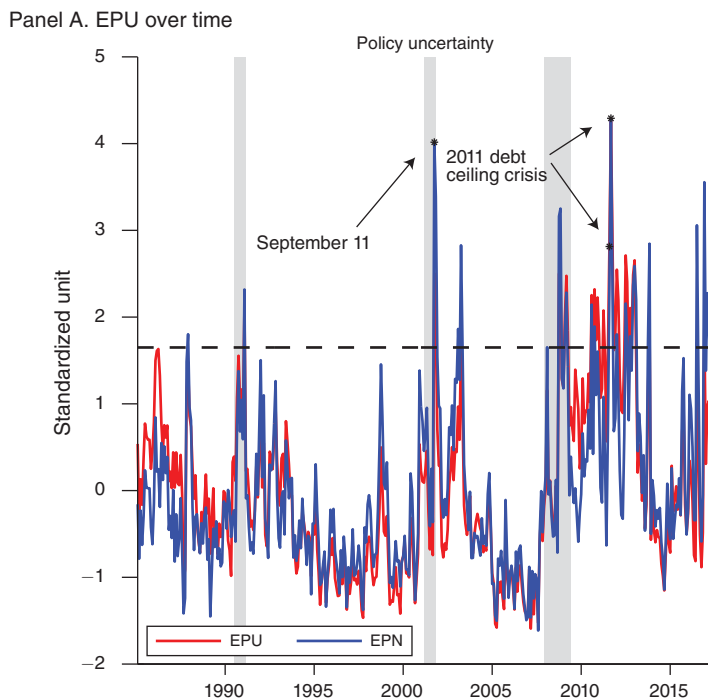 Panel A. EPU over time
Policy uncertainty
5
4
3
2
1
0
−1
−2
Standardized unit
September 11
2011 debt
ceiling crisis
EPU
EPN
1990
1995
2000
2005
2010
2015